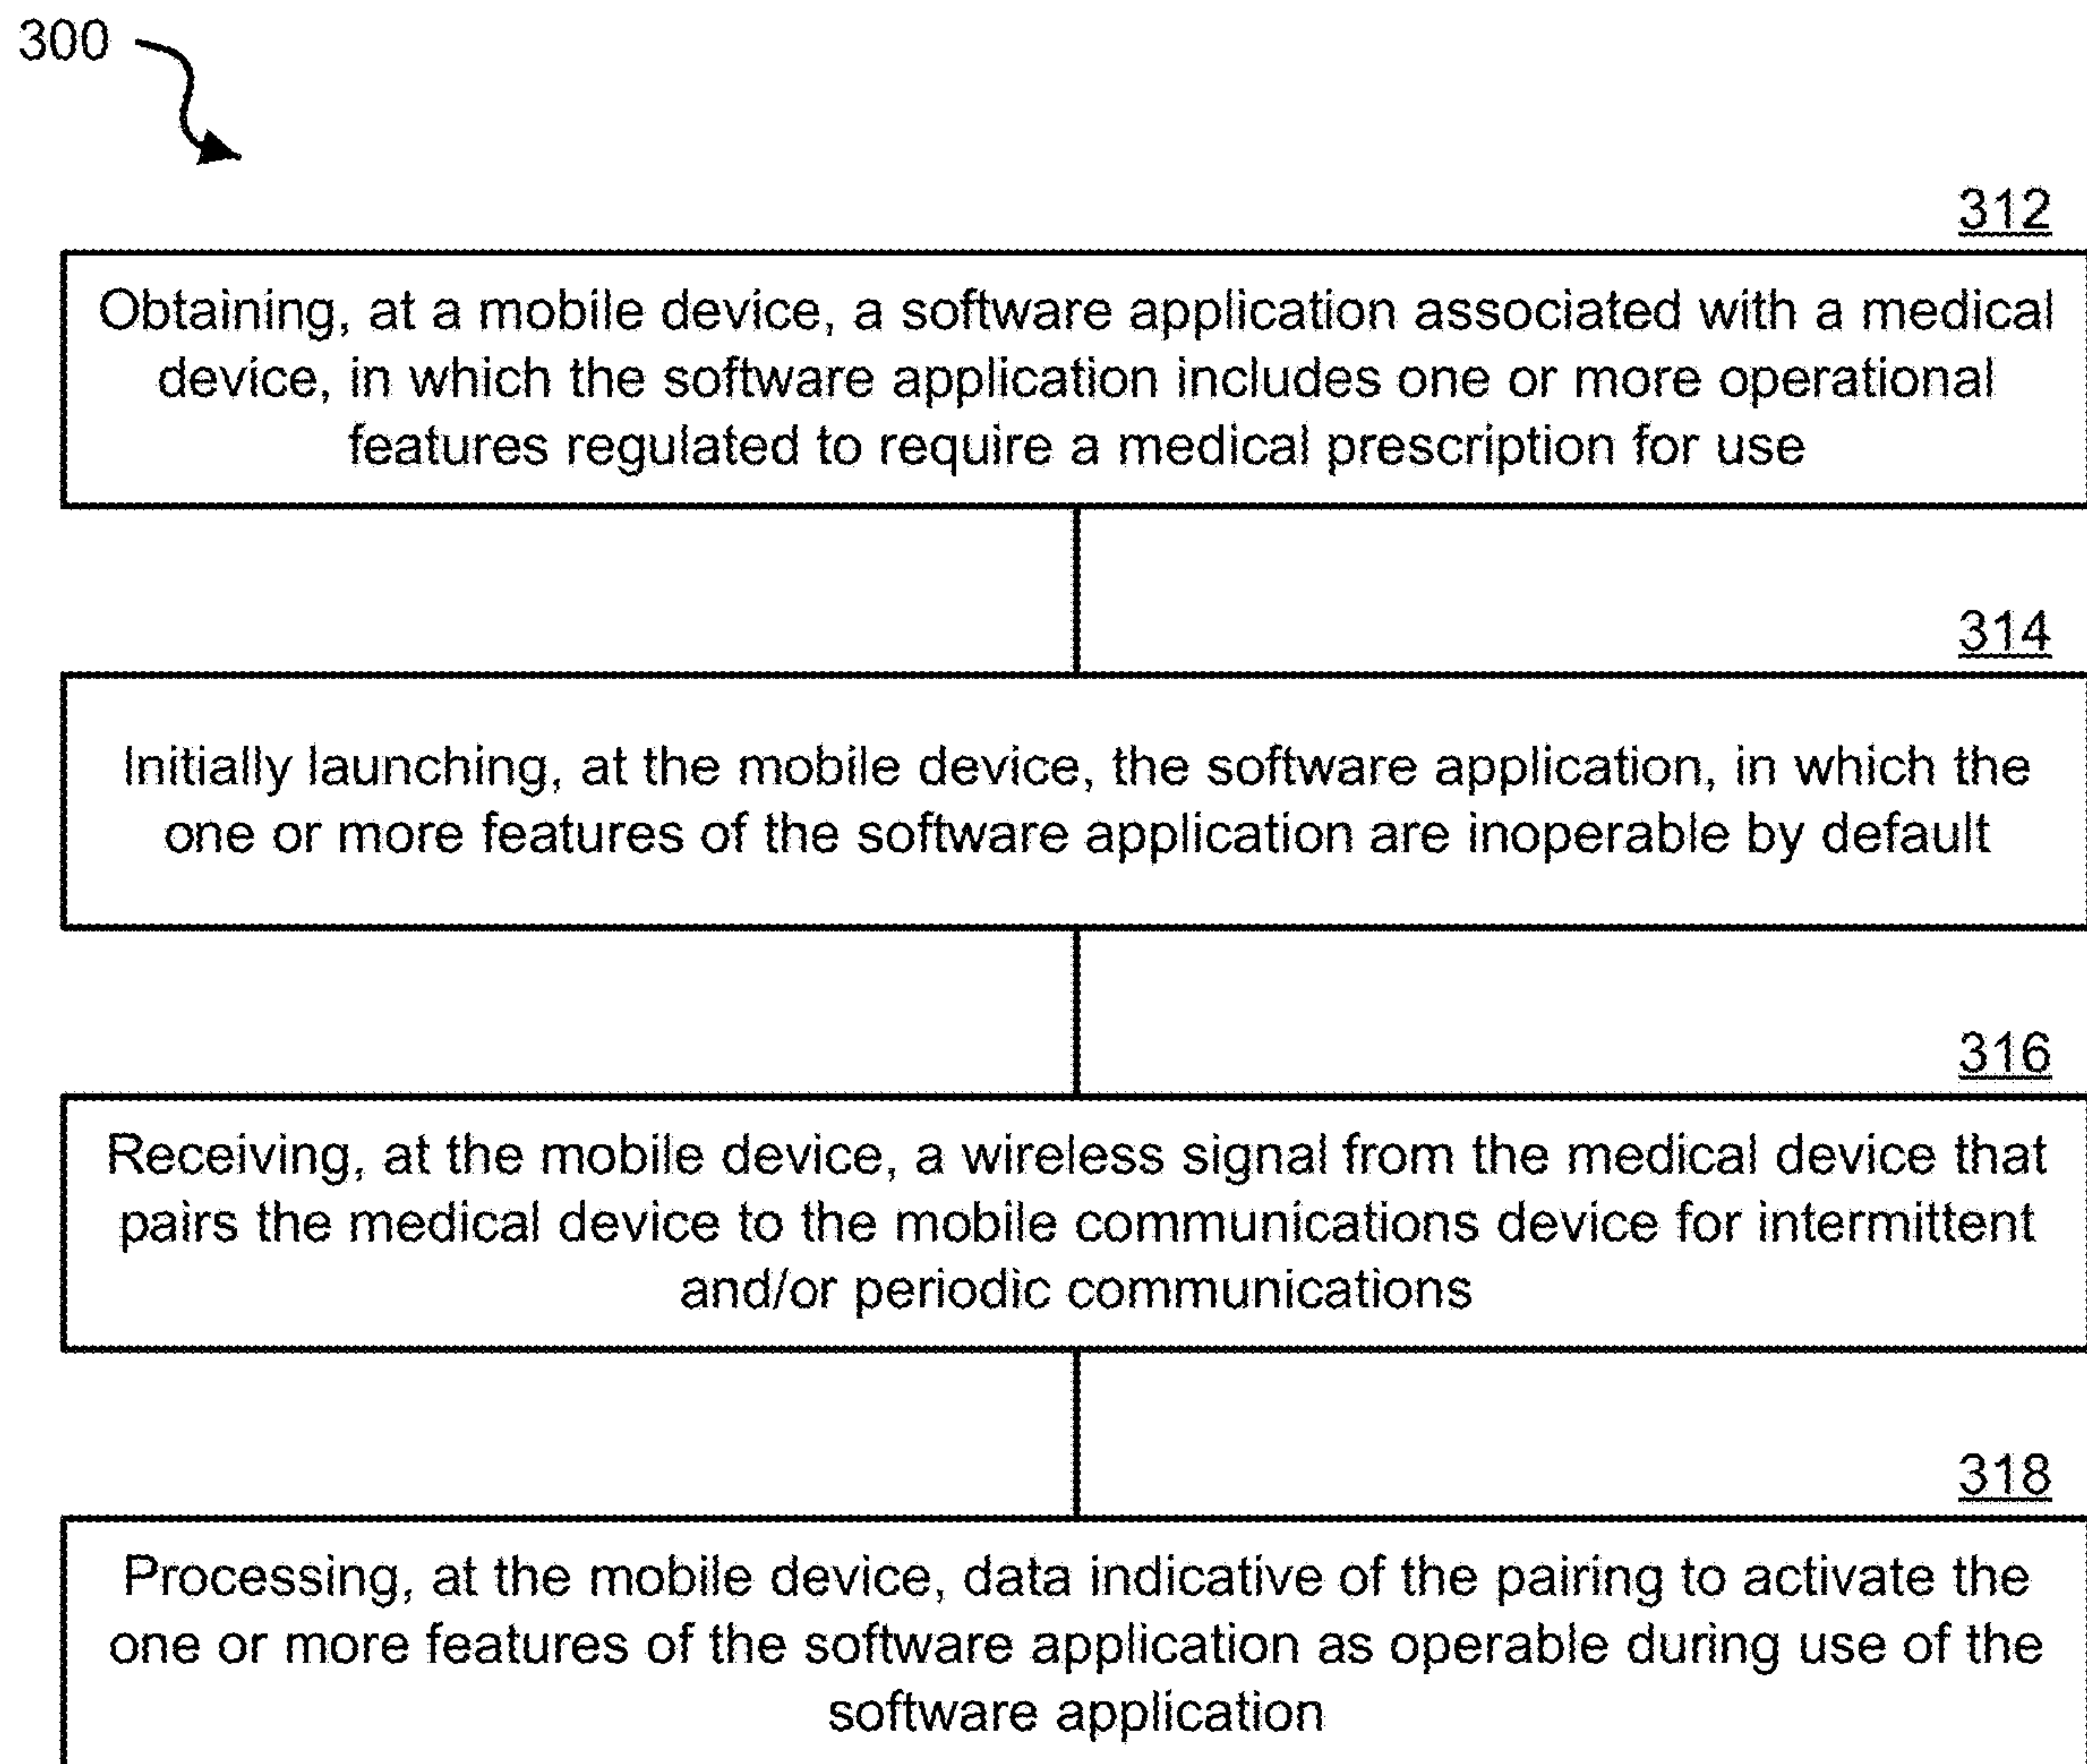 300
312
Obtaining, at a mobile device, a software application associated with a medical
device, in which the software application includes one or more operational
features regulated to require a medical prescription for use
314
Initially launching, at the mobile device, the software application, in which the
one or more features of the software application are inoperable by default
316
Receiving, at the mobile device, a wireless signal from the medical device that
pairs the medical device to the mobile communications device for intermittent
and/or periodic communications
318
Processing, at the mobile device, data indicative of the pairing to activate the
one or more features of the software application as operable during use of the
software application